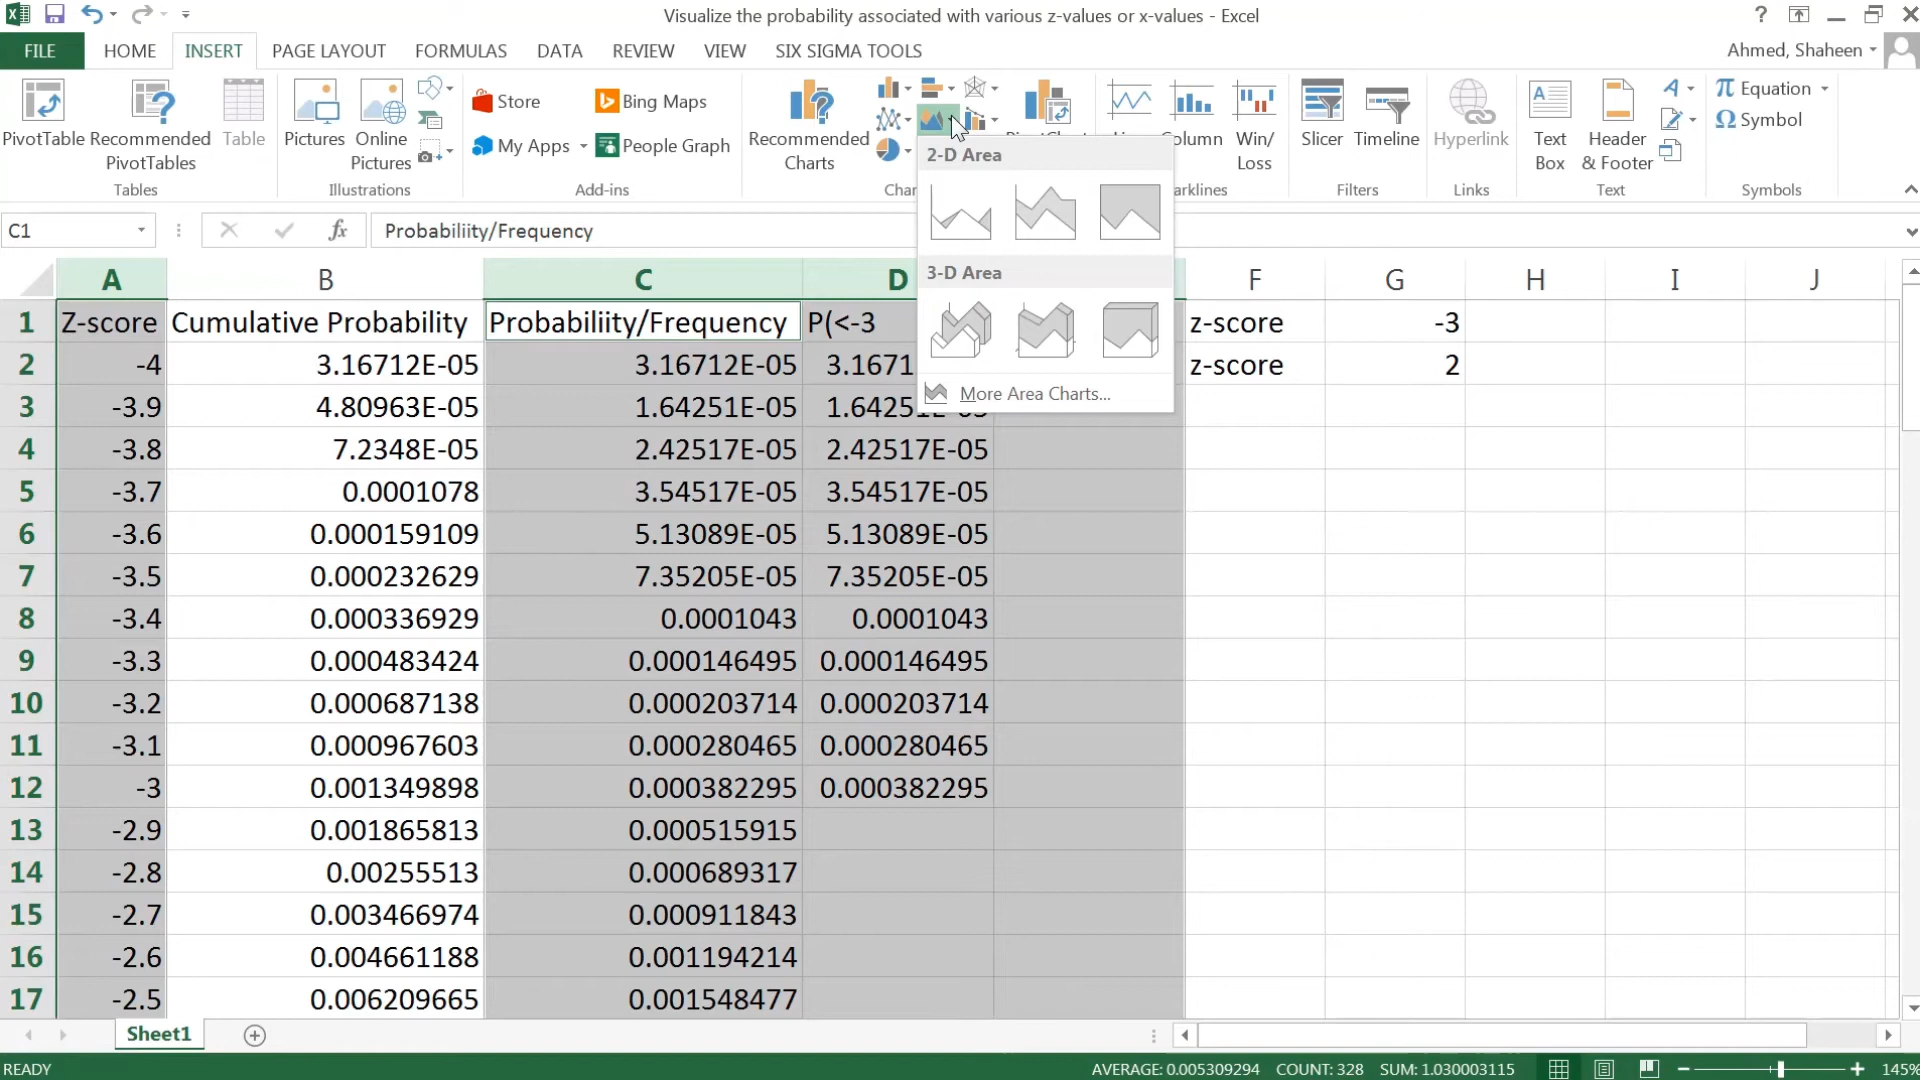 Visualize the probability associated with various z-values or x-values - Excel
FILE HOME INSERT PAGE LAYOUT FORMULAS DATA REVIEW VIEW SIX SIGMA TOOLS Ahmed, Shaheen
PivotTable Recommended PivotTables Table Pictures Online Pictures
Store Bing Maps
My Apps People Graph
Recommended Charts
Column Win/Loss Slicer Timeline Hyperlink Text Box Header & Footer
Equation
Symbol
Tables Illustrations Add-ins Filters Links Text Symbols
2-D Area
3-D Area
More Area Charts...
C1 fx Probabiliity/Frequency
A B C D F G H I J
1 Z-score Cumulative Probability Probabiliity/Frequency P(<-3 z-score -3
2 -4 3.16712E-05 3.16712E-05 3.1671 z-score 2
3 -3.9 4.80963E-05 1.64251E-05 1.64251E-05
4 -3.8 7.2348E-05 2.42517E-05 2.42517E-05
5 -3.7 0.0001078 3.54517E-05 3.54517E-05
6 -3.6 0.000159109 5.13089E-05 5.13089E-05
7 -3.5 0.000232629 7.35205E-05 7.35205E-05
8 -3.4 0.000336929 0.0001043 0.0001043
9 -3.3 0.000483424 0.000146495 0.000146495
10 -3.2 0.000687138 0.000203714 0.000203714
11 -3.1 0.000967603 0.000280465 0.000280465
12 -3 0.001349898 0.000382295 0.000382295
13 -2.9 0.001865813 0.000515915
14 -2.8 0.00255513 0.000689317
15 -2.7 0.003466974 0.000911843
16 -2.6 0.004661188 0.001194214
17 -2.5 0.006209665 0.001548477
Sheet1
READY AVERAGE: 0.005309294 COUNT: 328 SUM: 1.030003115 145%